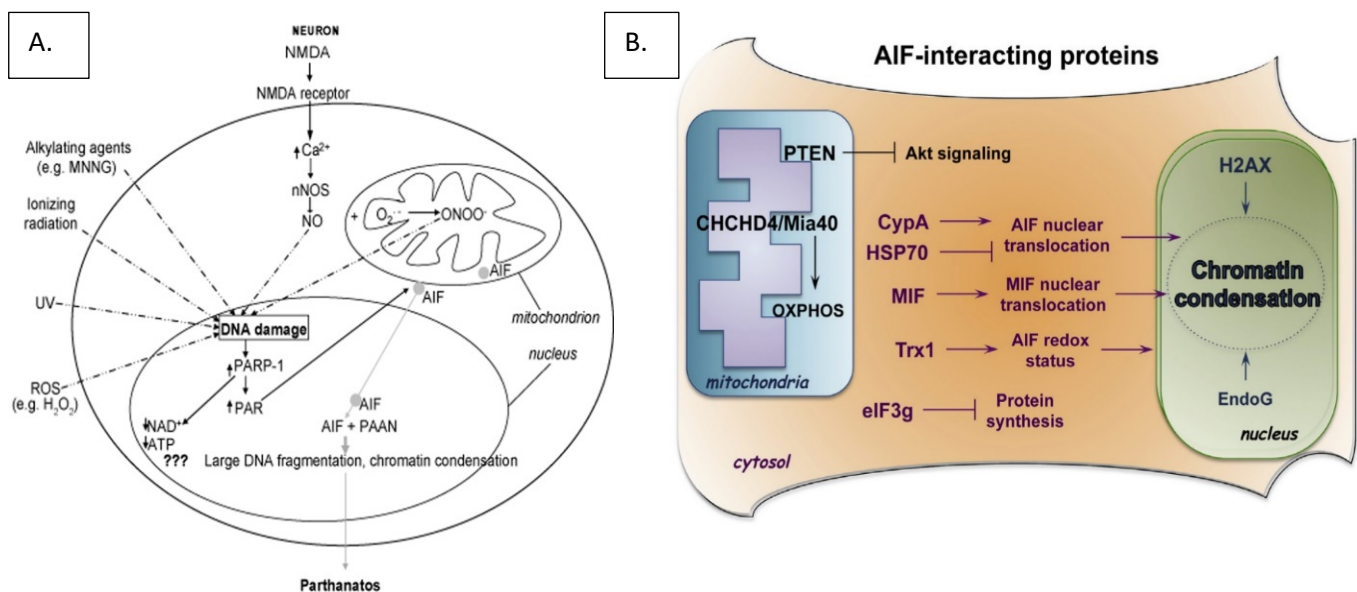 A.
NEURON
NMDA
NMDA receptor
Alkylating agents
(e.g. MNNG)
↑Ca²⁺
Ionizing
radiation
nNOS
NO
+ O₂⁻ ONOO⁻
AIF
AIF
UV
DNA damage
mitochondrion
nucleus
↑PARP-1
ROS
(e.g. H₂O₂)
↑PAR
AIF
↓NAD⁺
AIF + PAAN
↓ATP
??? Large DNA fragmentation, chromatin condensation
Parthanatos
B.
AIF-interacting proteins
PTEN
Akt signaling
CHCHD4/Mia40
OXPHOS
mitochondria
CypA
HSP70
AIF nuclear
translocation
MIF
MIF nuclear
translocation
Trx1
AIF redox
status
eIF3g
Protein
synthesis
cytosol
H2AX
Chromatin
condensation
EndoG
nucleus